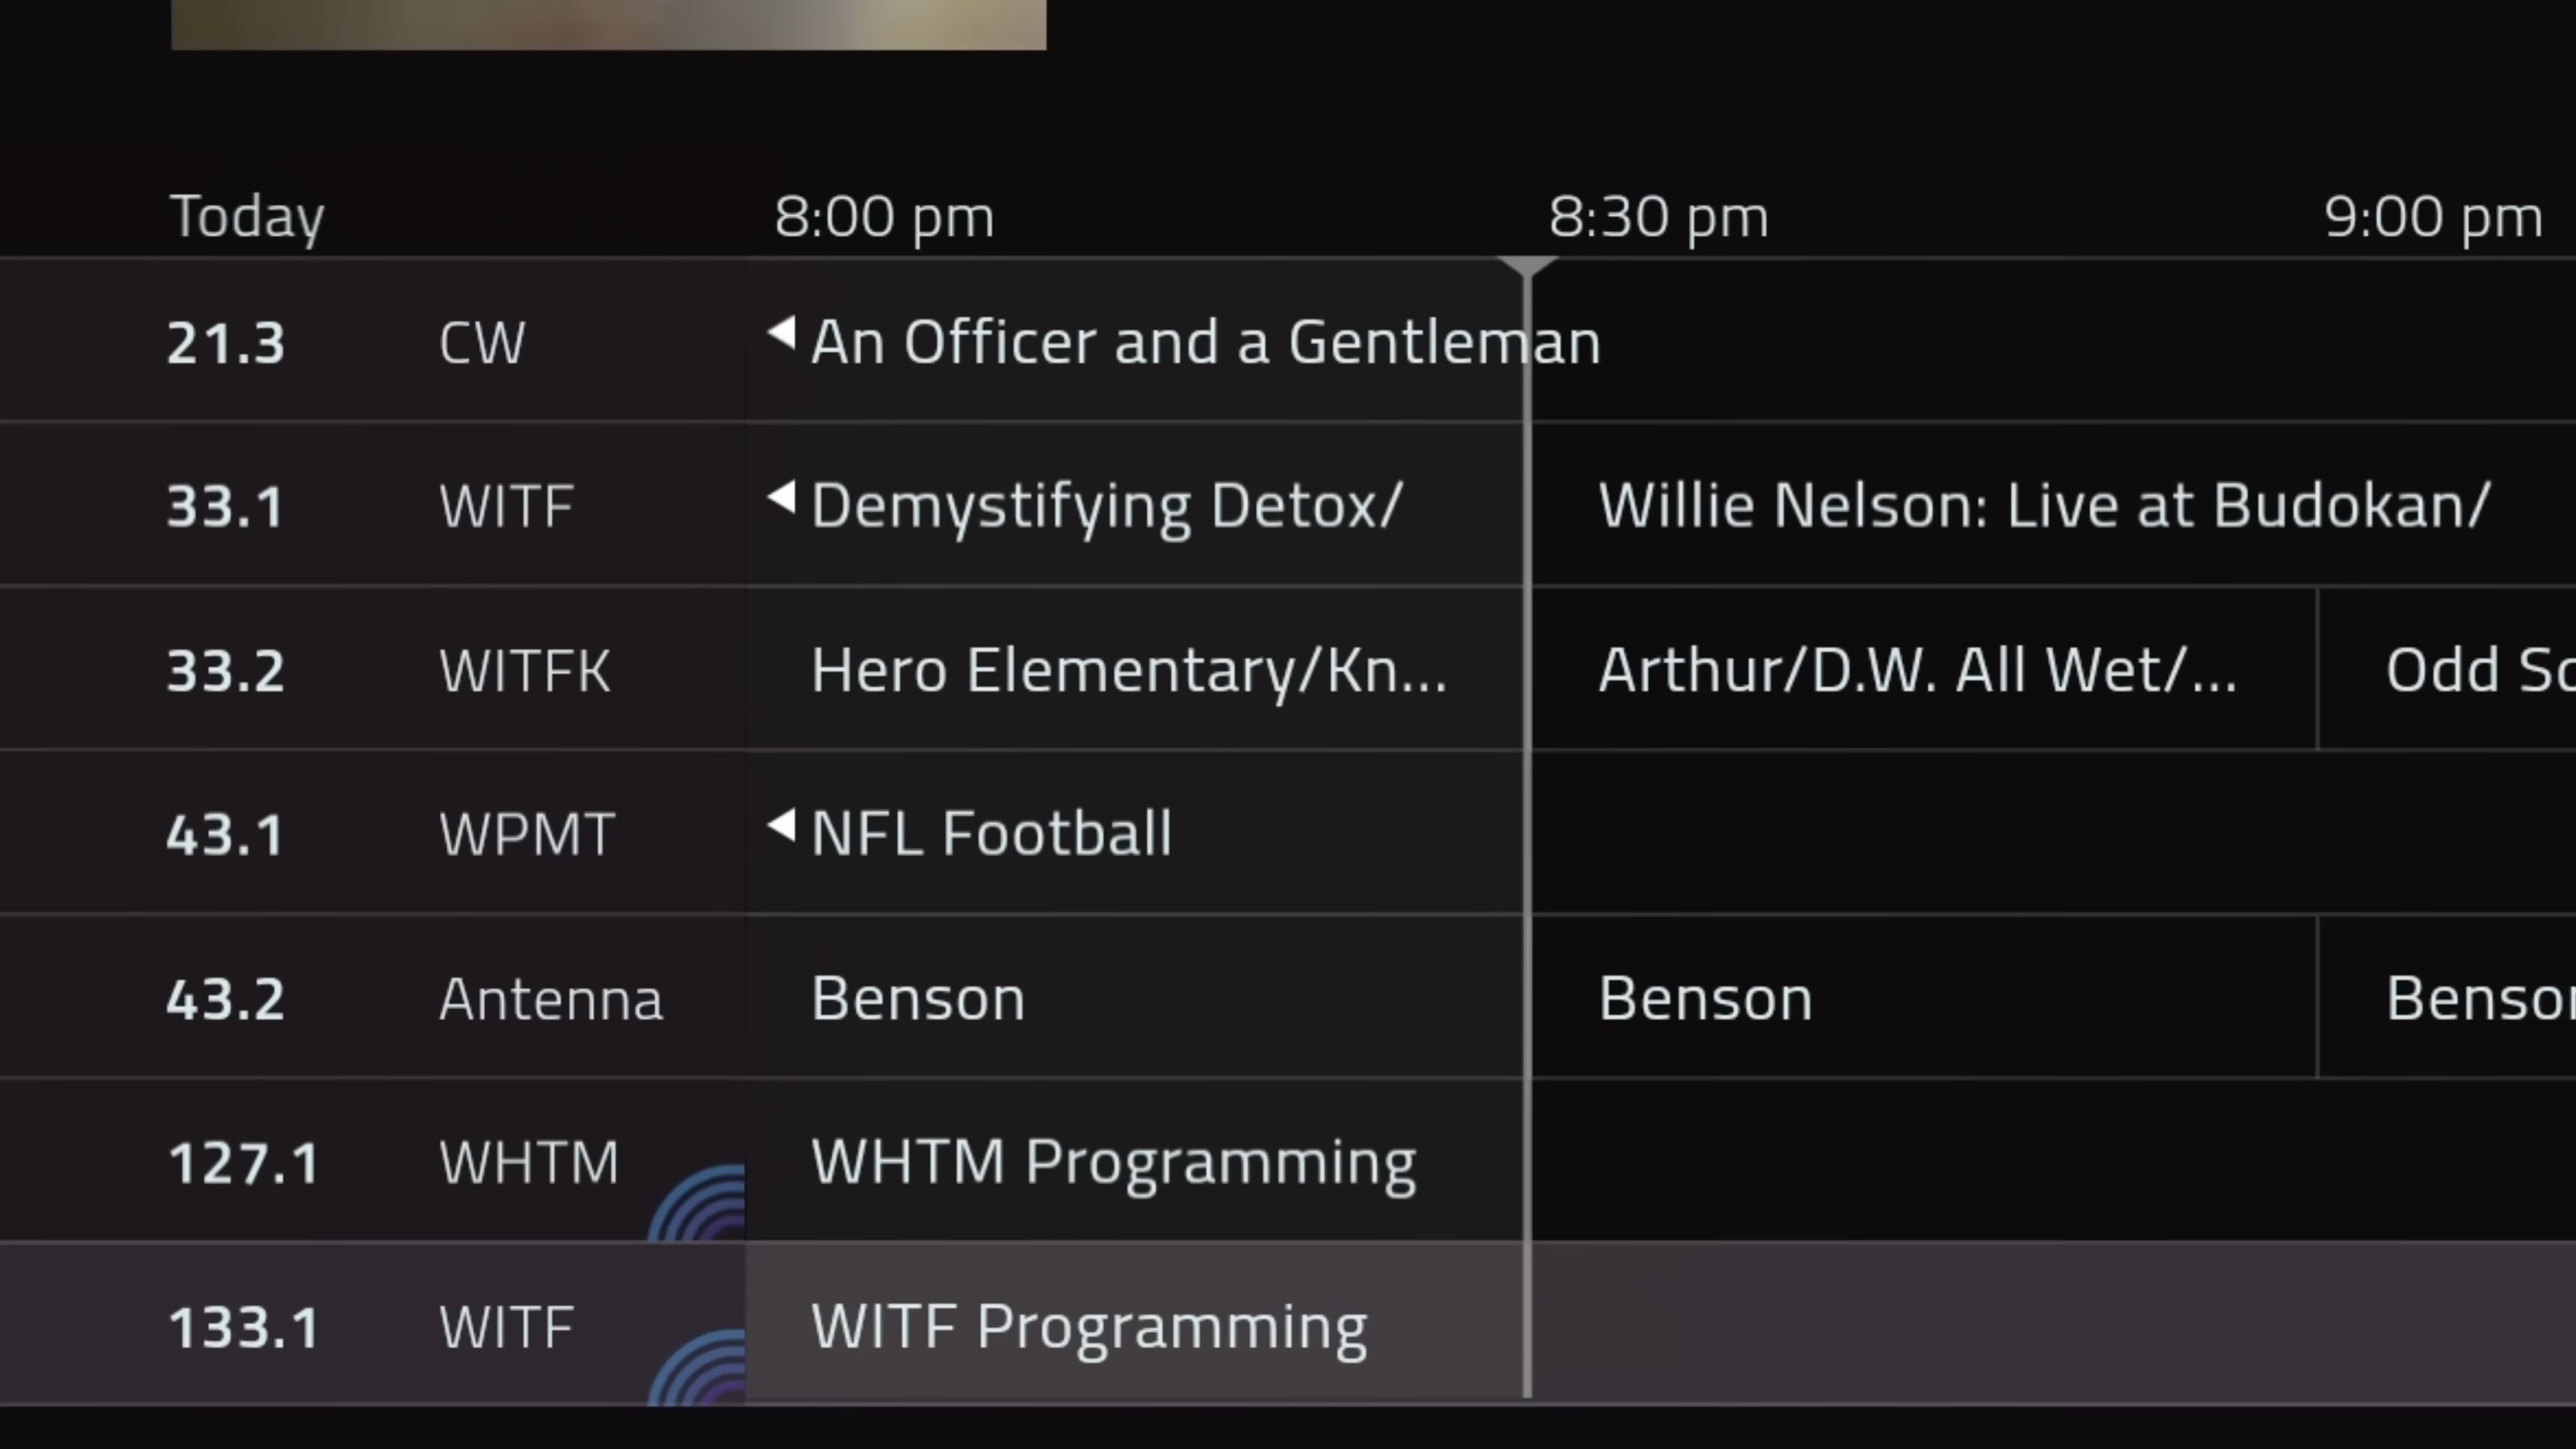 Today 8:00 pm 8:30 pm 9:00 pm
21.3 CW An Officer and a Gentleman
33.1 WITF Demystifying Detox/ Willie Nelson: Live at Budokan/
33.2 WITFK Hero Elementary/Kn... Arthur/D.W. All Wet/... Odd
43.1 WPMT NFL Football
43.2 Antenna Benson Benson
127.1 WHTM WHTM Programming
133.1 WITF WITF Programming